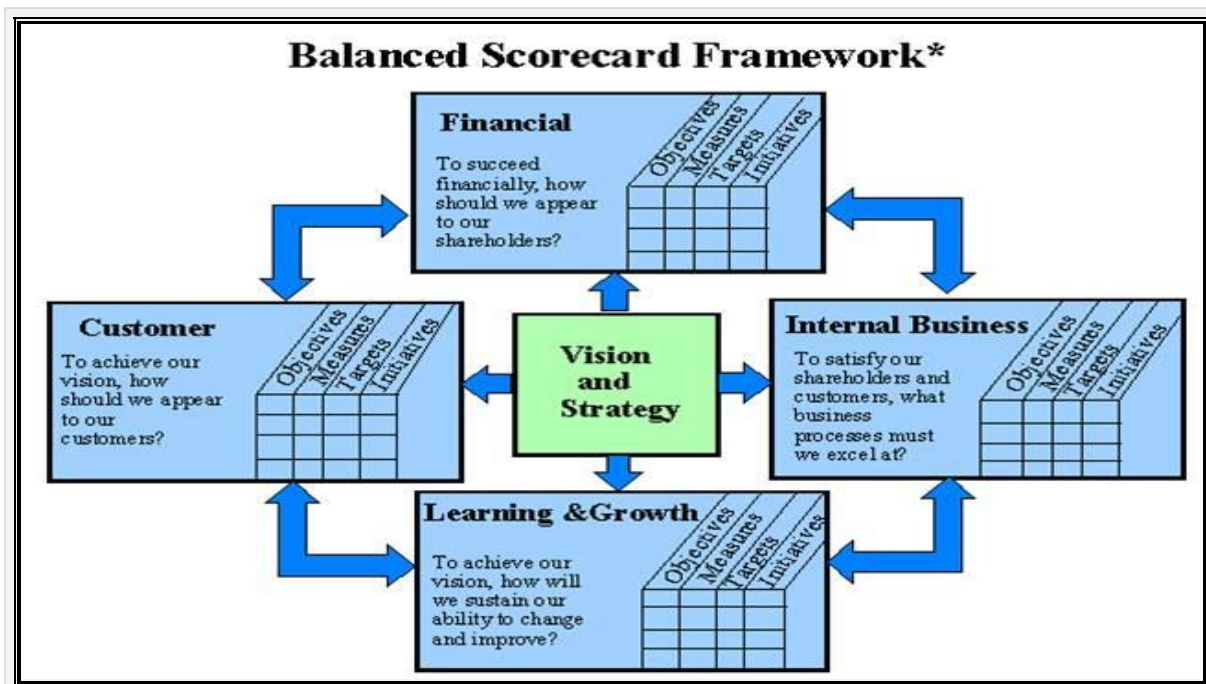 Balanced Scorecard Framework*
Financial
To succeed
financially, how
should we appear
to our
shareholders?
Objectives
Measures
Targets
Initiatives
Customer
To achieve our
vision, how
should we appear
to our
customers?
Objectives
Measures
Targets
Initiatives
Vision
and
Strategy
Internal Business
To satisfy our
shareholders and
customers, what
business
processes must
we excel at?
Objectives
Measures
Targets
Initiatives
Learning &Growth
To achieve our
vision, how will
we sustain our
ability to change
and improve?
Objectives
Measures
Targets
Initiatives